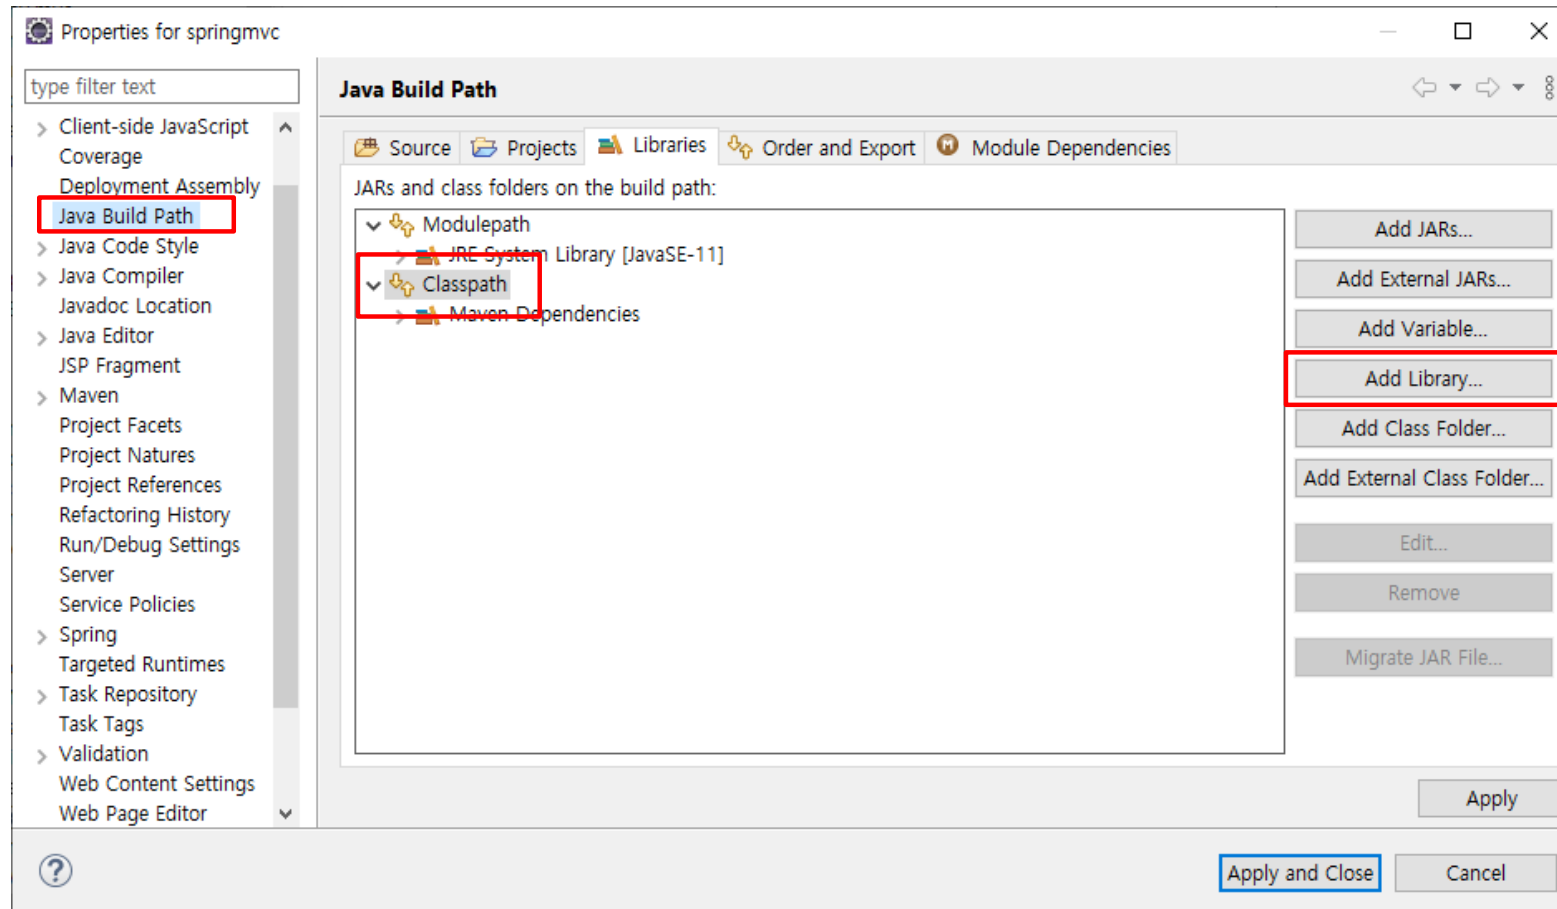 Properties for springmvc
type filter text
Client-side JavaScript
Coverage
Deployment Assembly
Java Build Path
Java Code Style
Java Compiler
Javadoc Location
Java Editor
JSP Fragment
Maven
Project Facets
Project Natures
Project References
Refactoring History
Run/Debug Settings
Server
Service Policies
Spring
Targeted Runtimes
Task Repository
Task Tags
Validation
Web Content Settings
Web Page Editor
Java Build Path
Source Projects Libraries Order and Export Module Dependencies
JARs and class folders on the build path:
Modulepath
JRE System Library [JavaSE-11]
Classpath
Maven Dependencies
Add JARs...
Add External JARs...
Add Variable...
Add Library...
Add Class Folder...
Add External Class Folder...
Edit...
Remove
Migrate JAR File...
Apply
Apply and Close Cancel